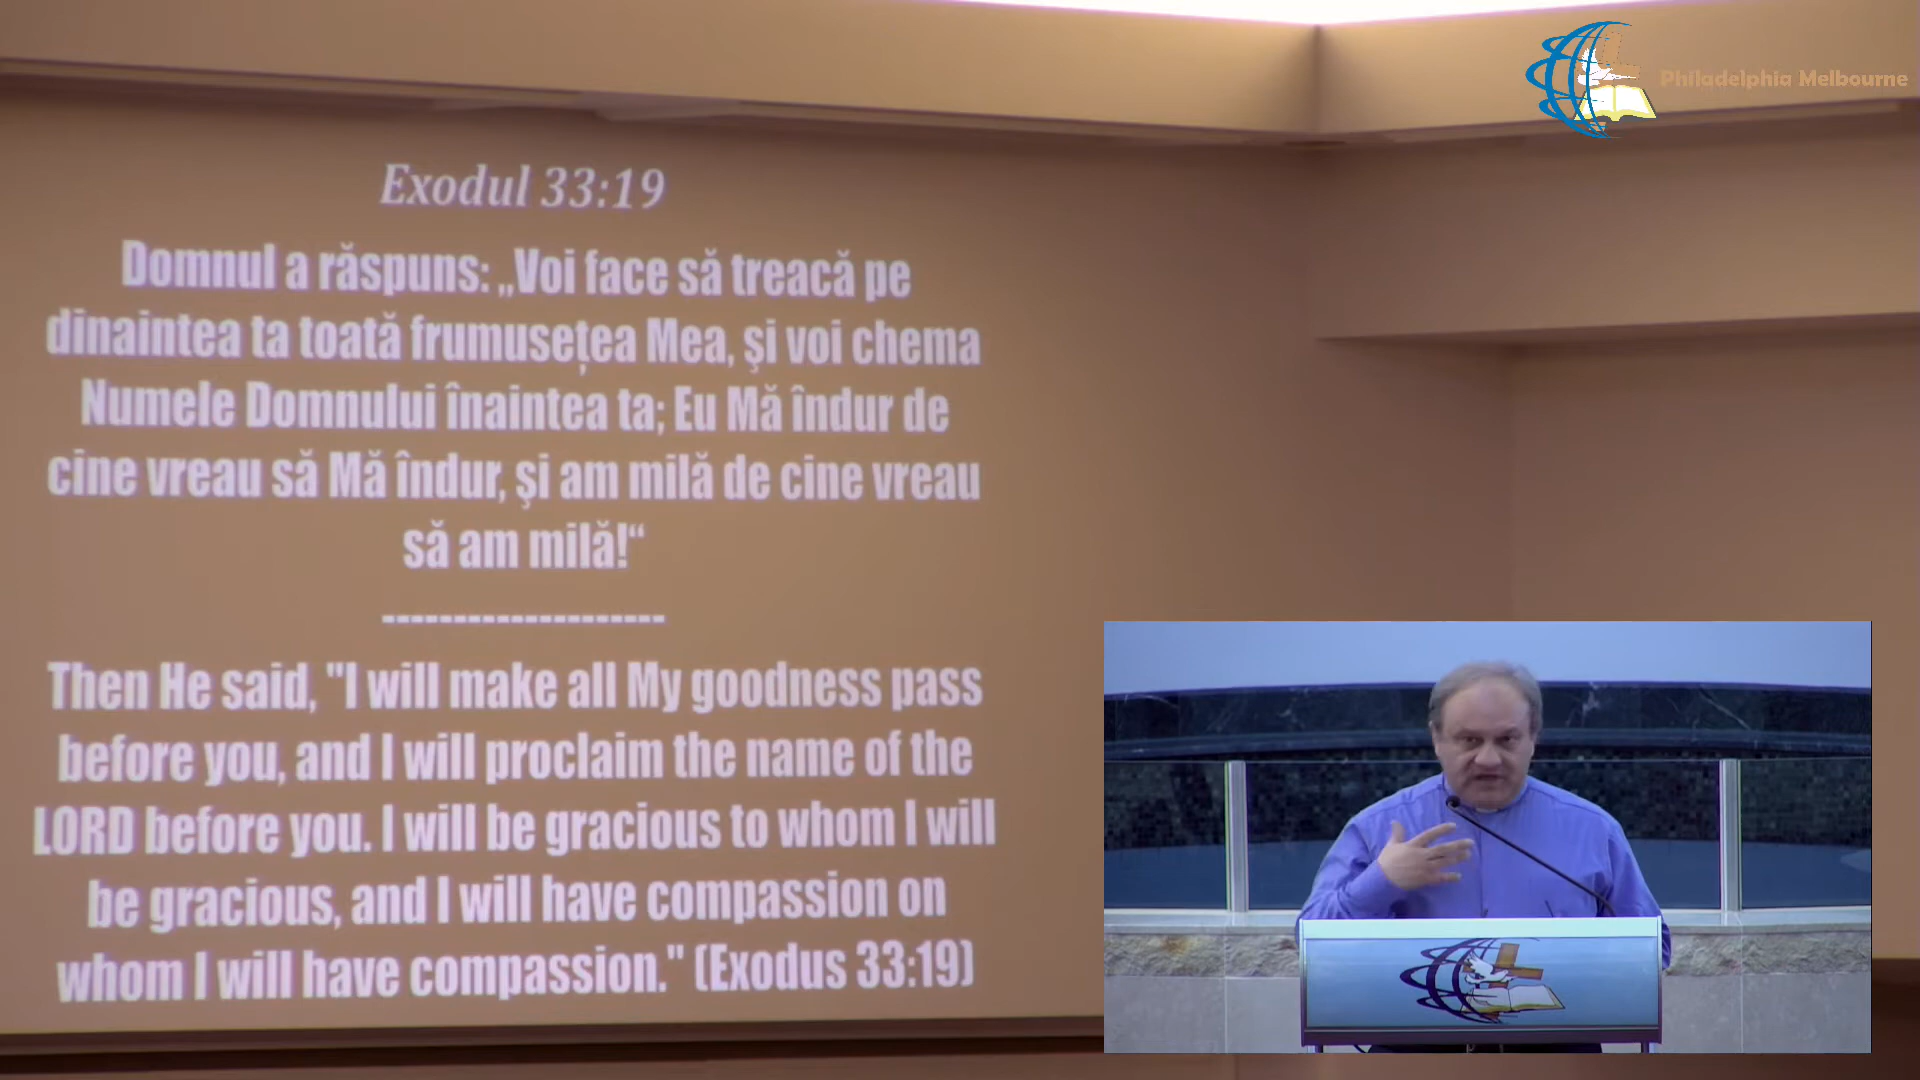 Philadelphia Melbourne
Exodul 33:19
Domnul a răspuns: „Voi face să treacă pe
dinaintea ta toată frumuseţea Mea, şi voi chema
Numele Domnului înaintea ta; Eu Mă îndur de
cine vreau să Mă îndur, şi am milă de cine vreau
să am milă!“
--------------------
Then He said, "I will make all My goodness pass
before you, and I will proclaim the name of the
LORD before you. I will be gracious to whom I will
be gracious, and I will have compassion on
whom I will have compassion." (Exodus 33:19)